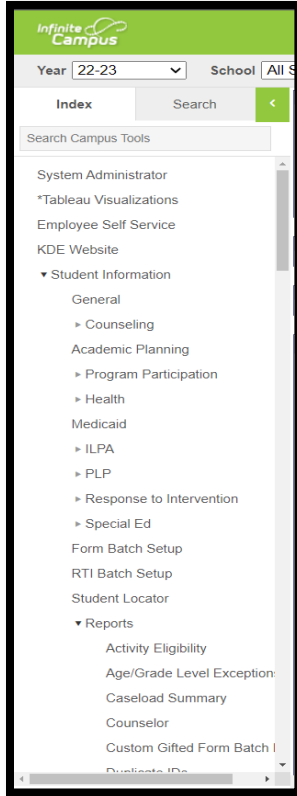 Infinite
Campus
Year 22-23 School All S
Index Search
Search Campus Tools
System Administrator
*Tableau Visualizations
Employee Self Service
KDE Website
Student Information
General
Counseling
Academic Planning
Program Participation
Health
Medicaid
ILPA
PLP
Response to Intervention
Special Ed
Form Batch Setup
RTI Batch Setup
Student Locator
Reports
Activity Eligibility
Age/Grade Level Exception
Caseload Summary
Counselor
Custom Gifted Form Batch
Duplicate IDs